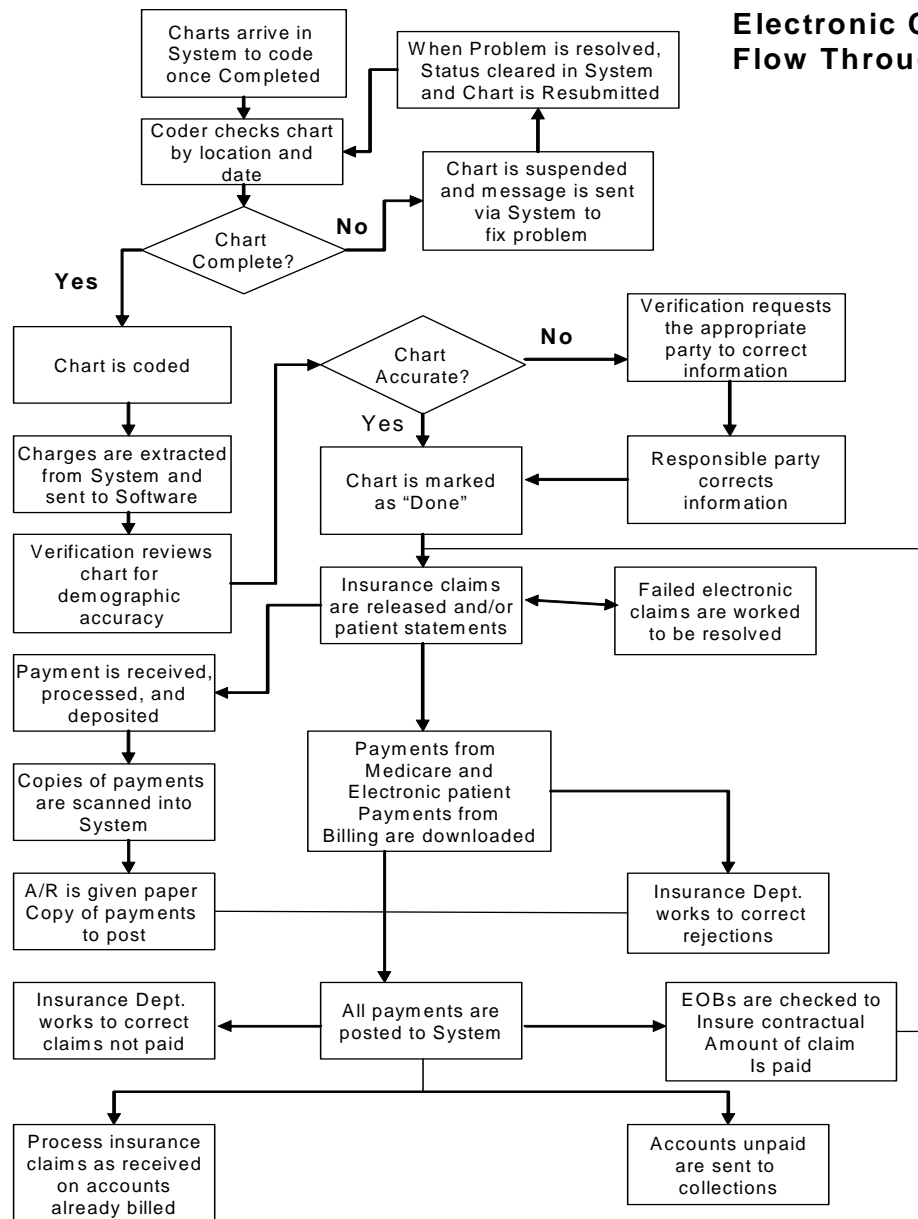 Electronic C
Flow Throu
Charts arrive in
System to code
once Completed
When Problem is resolved,
Status cleared in System
and Chart is Resubmitted
Coder checks chart
by location and
date
Chart is suspended
and message is sent
via System to
fix problem
No
Chart
Complete?
Yes
Verification requests
the appropriate
party to correct
information
No
Chart
Accurate?
Chart is coded
Yes
Charges are extracted
from System and
sent to Software
Chart is marked
as “Done”
Responsible party
corrects
information
Verification reviews
chart for
demographic
accuracy
Insurance claims
are released and/or
patient statements
Failed electronic
claims are worked
to be resolved
Payment is received,
processed, and
deposited
Payments from
Medicare and
Electronic patient
Payments from
Billing are downloaded
Copies of payments
are scanned into
System
A/R is given paper
Copy of payments
to post
Insurance Dept.
works to correct
rejections
Insurance Dept.
works to correct
claims not paid
All payments are
posted to System
EOBs are checked to
Insure contractual
Amount of claim
Is paid
Process insurance
claims as received
on accounts
already billed
Accounts unpaid
are sent to
collections